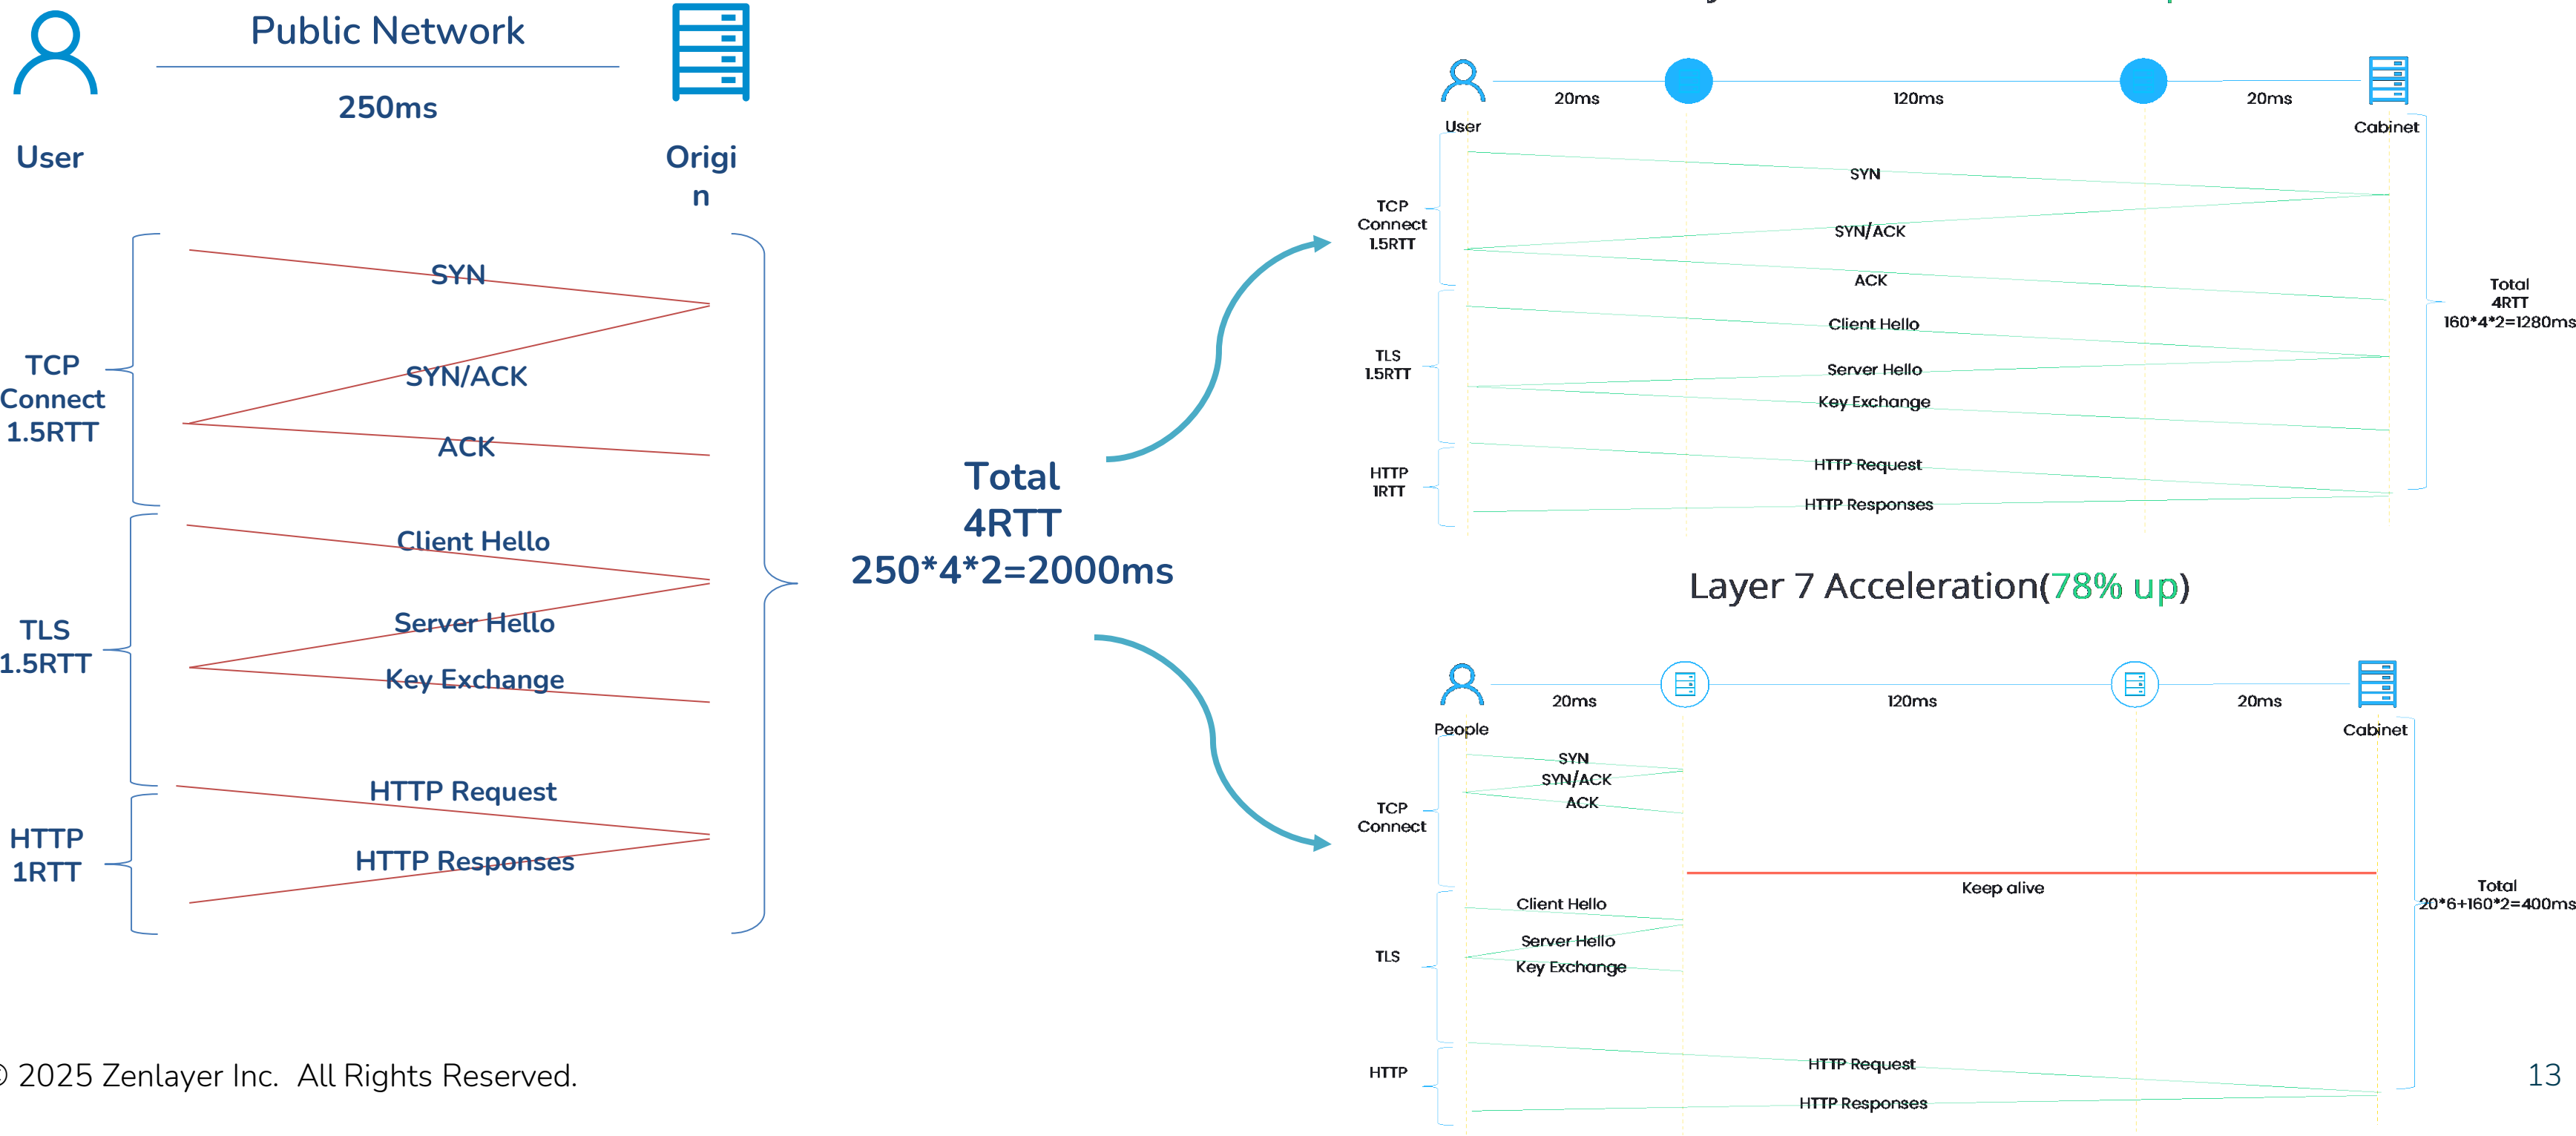 Public Network
250ms
User
Origi
n
TCP
Connect
1.5RTT
SYN
SYN/ACK
ACK
TLS
1.5RTT
Client Hello
Server Hello
Key Exchange
HTTP
1RTT
HTTP Request
HTTP Responses
Total
4RTT
250*4*2=2000ms
20ms
120ms
20ms
User
Cabinet
TCP
Connect
1.5RTT
SYN
SYN/ACK
ACK
TLS
1.5RTT
Client Hello
Server Hello
Key Exchange
HTTP
1RTT
HTTP Request
HTTP Responses
Total
4RTT
160*4*2=1280ms
Layer 7 Acceleration(78% up)
20ms
120ms
20ms
People
Cabinet
TCP
Connect
SYN
SYN/ACK
ACK
Keep alive
TLS
Client Hello
Server Hello
Key Exchange
HTTP
HTTP Request
HTTP Responses
Total
20*6+160*2=400ms
© 2025 Zenlayer Inc. All Rights Reserved.
13